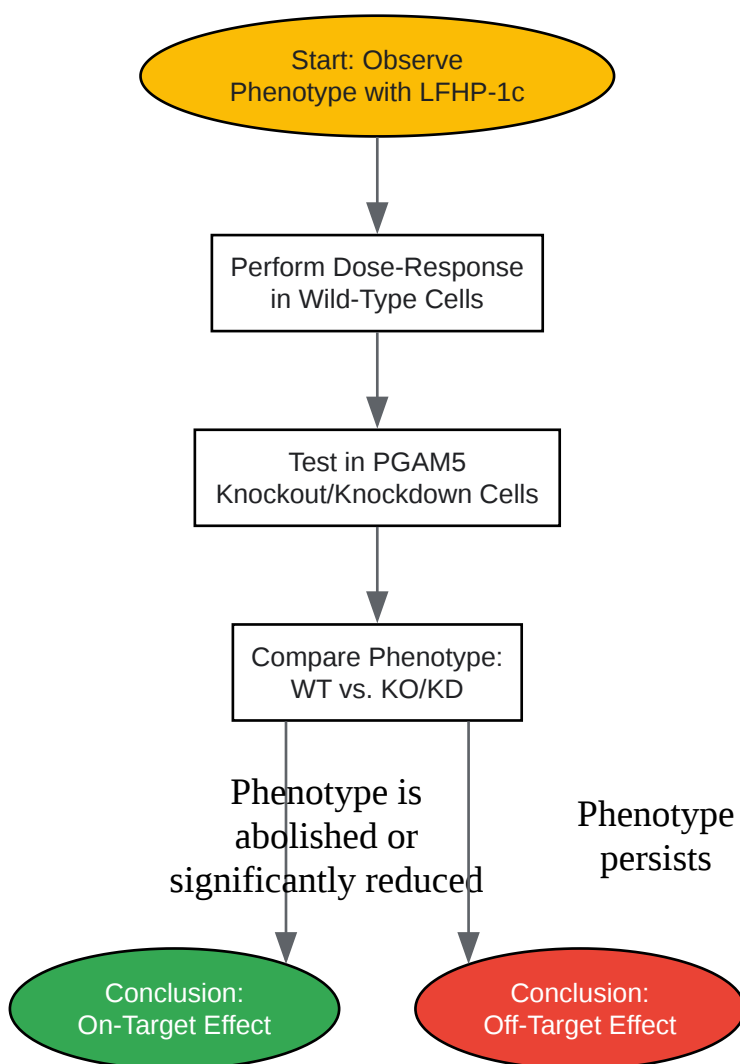 Start: Observe
Phenotype with LFHP-1c
Perform Dose-Response
in Wild-Type Cells
Test in PGAM5
Knockout/Knockdown Cells
Compare Phenotype:
WT vs. KO/KD
Phenotype is
abolished or
significantly reduced
Phenotype
persists
Conclusion:
On-Target Effect
Conclusion:
Off-Target Effect